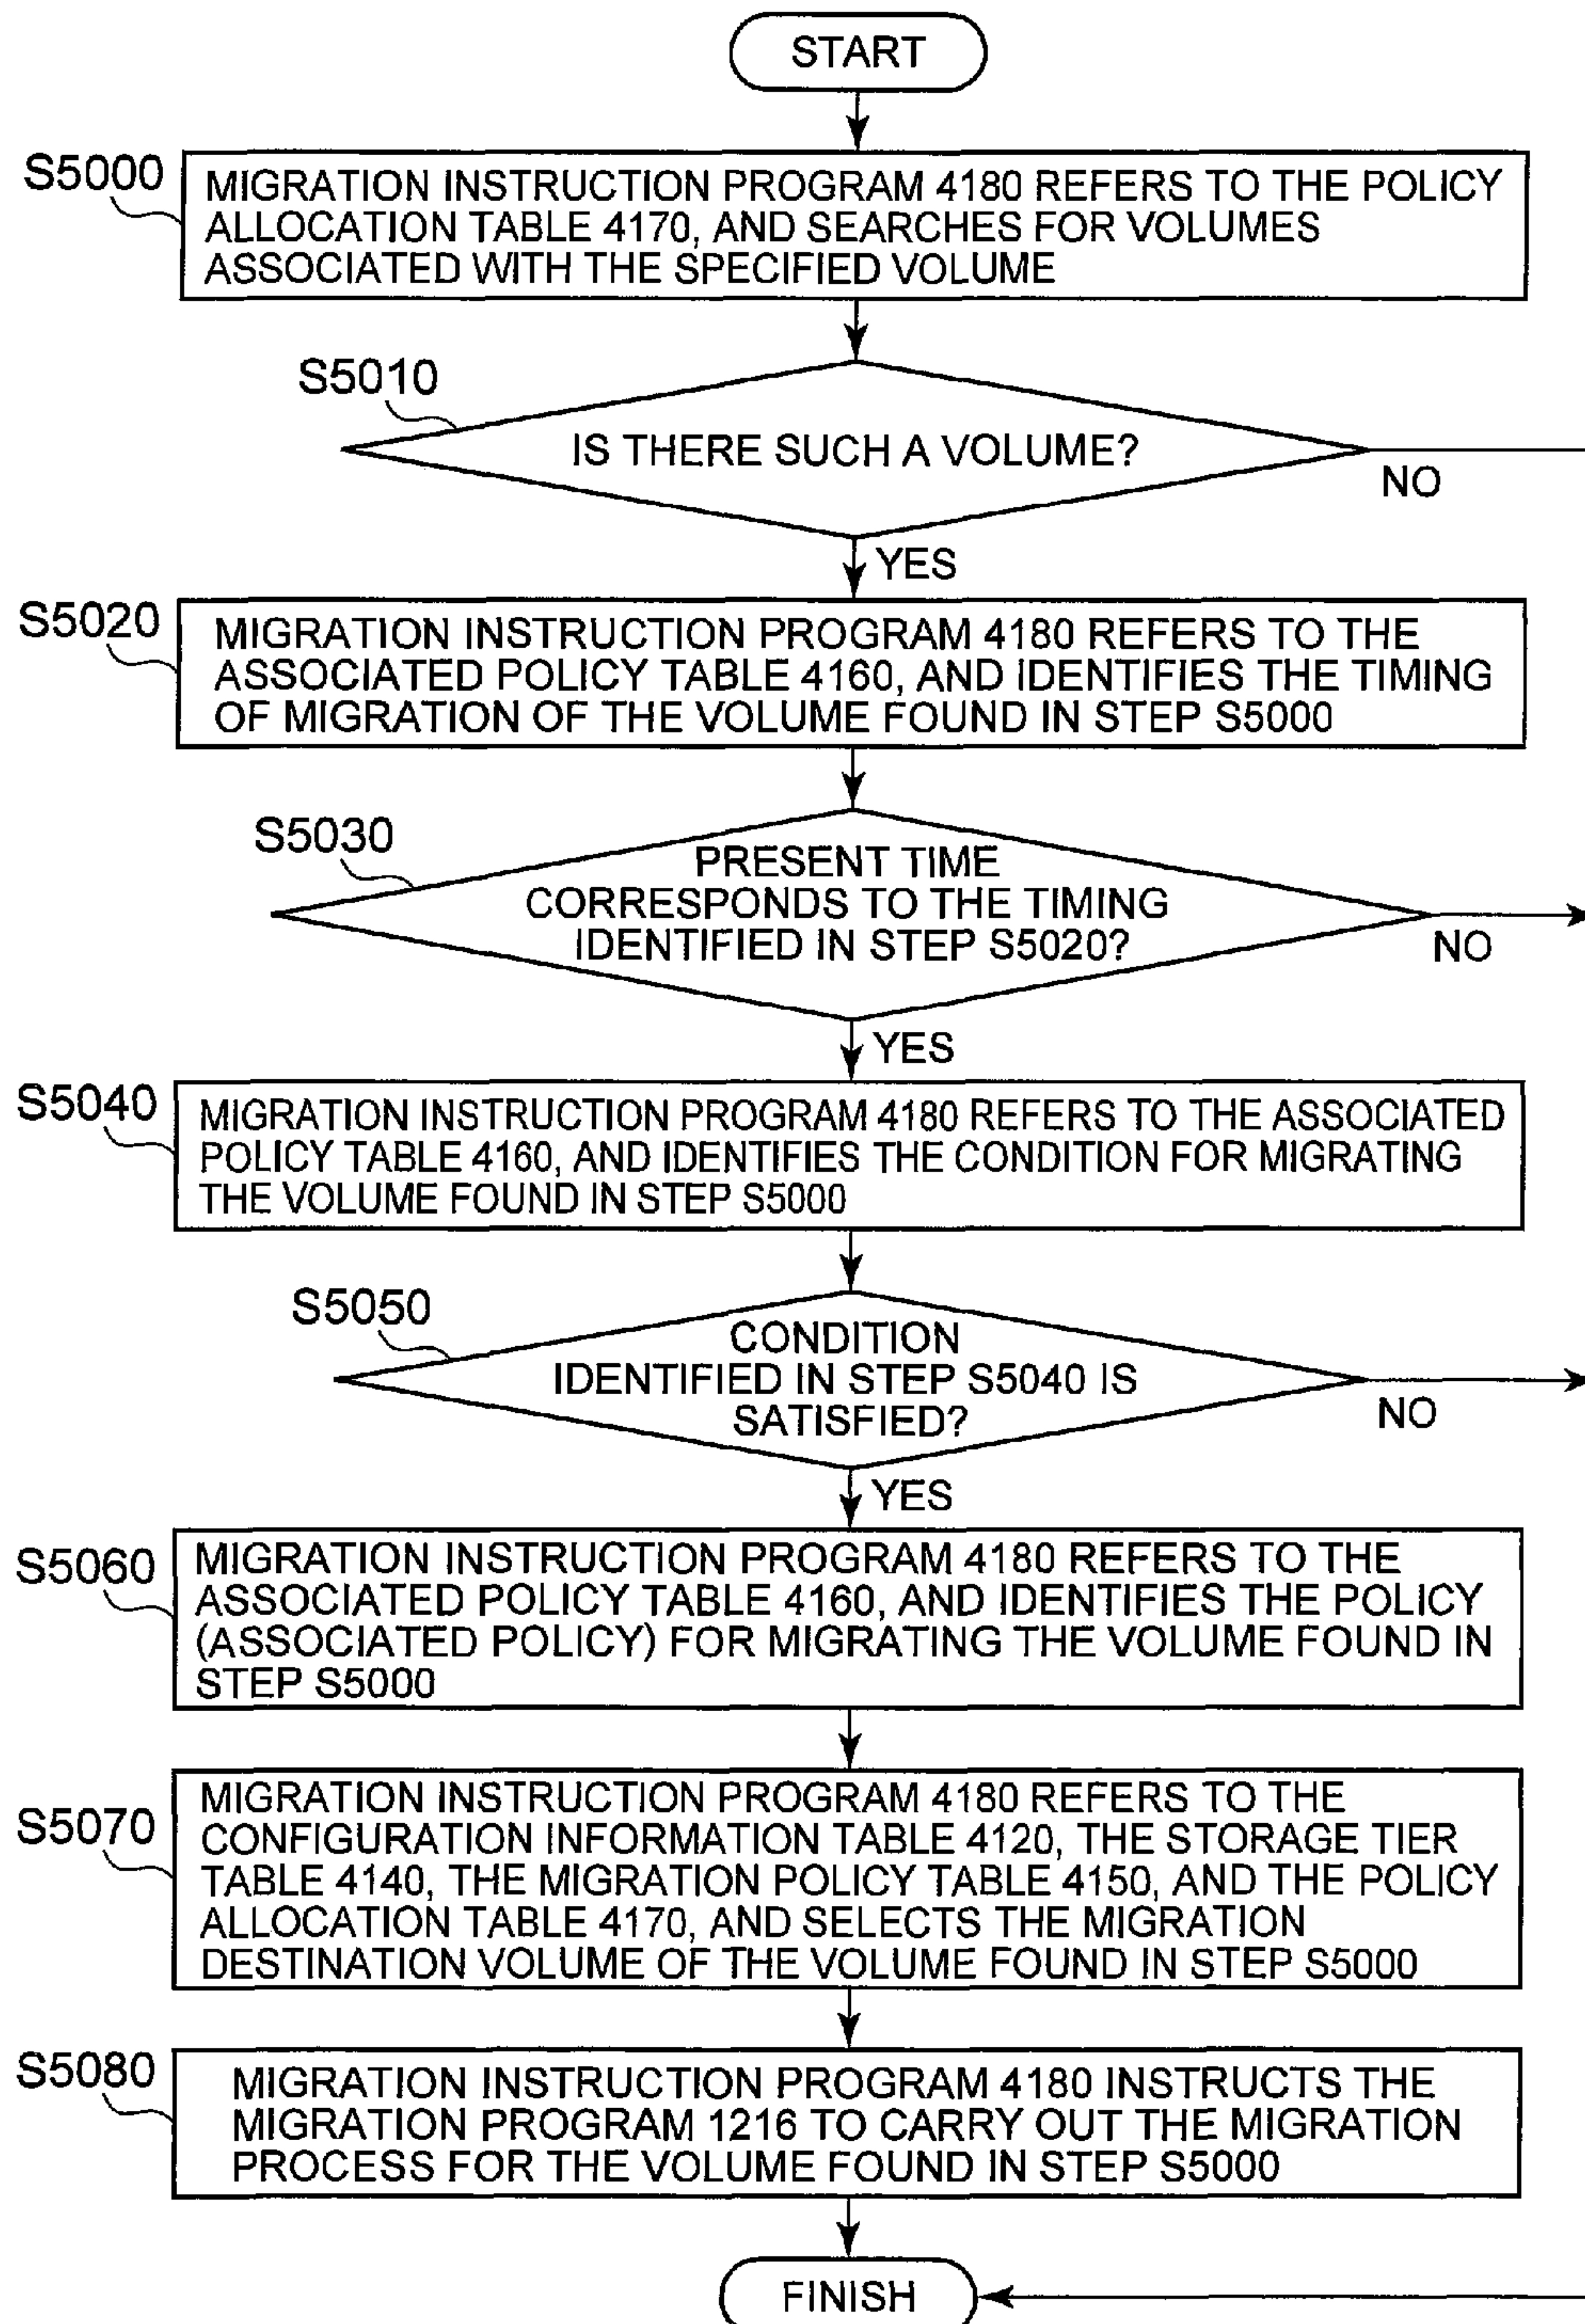 START
S5000
MIGRATION INSTRUCTION PROGRAM 4180 REFERS TO THE POLICY
ALLOCATION TABLE 4170, AND SEARCHES FOR VOLUMES
ASSOCIATED WITH THE SPECIFIED VOLUME
S5010
IS THERE SUCH A VOLUME?
NO
YES
S5020
MIGRATION INSTRUCTION PROGRAM 4180 REFERS TO THE
ASSOCIATED POLICY TABLE 4160, AND IDENTIFIES THE TIMING
OF MIGRATION OF THE VOLUME FOUND IN STEP S5000
S5030
PRESENT TIME
CORRESPONDS TO THE TIMING
IDENTIFIED IN STEP S5020?
NO
YES
S5040
MIGRATION INSTRUCTION PROGRAM 4180 REFERS TO THE ASSOCIATED
POLICY TABLE 4160, AND IDENTIFIES THE CONDITION FOR MIGRATING
THE VOLUME FOUND IN STEP S5000
S5050
CONDITION
IDENTIFIED IN STEP S5040 IS
SATISFIED?
NO
YES
S5060
MIGRATION INSTRUCTION PROGRAM 4180 REFERS TO THE
ASSOCIATED POLICY TABLE 4160, AND IDENTIFIES THE POLICY
(ASSOCIATED POLICY) FOR MIGRATING THE VOLUME FOUND IN
STEP S5000
S5070
MIGRATION INSTRUCTION PROGRAM 4180 REFERS TO THE
CONFIGURATION INFORMATION TABLE 4120, THE STORAGE TIER
TABLE 4140, THE MIGRATION POLICY TABLE 4150, AND THE POLICY
ALLOCATION TABLE 4170, AND SELECTS THE MIGRATION
DESTINATION VOLUME OF THE VOLUME FOUND IN STEP S5000
S5080
MIGRATION INSTRUCTION PROGRAM 4180 INSTRUCTS THE
MIGRATION PROGRAM 1216 TO CARRY OUT THE MIGRATION
PROCESS FOR THE VOLUME FOUND IN STEP S5000
FINISH